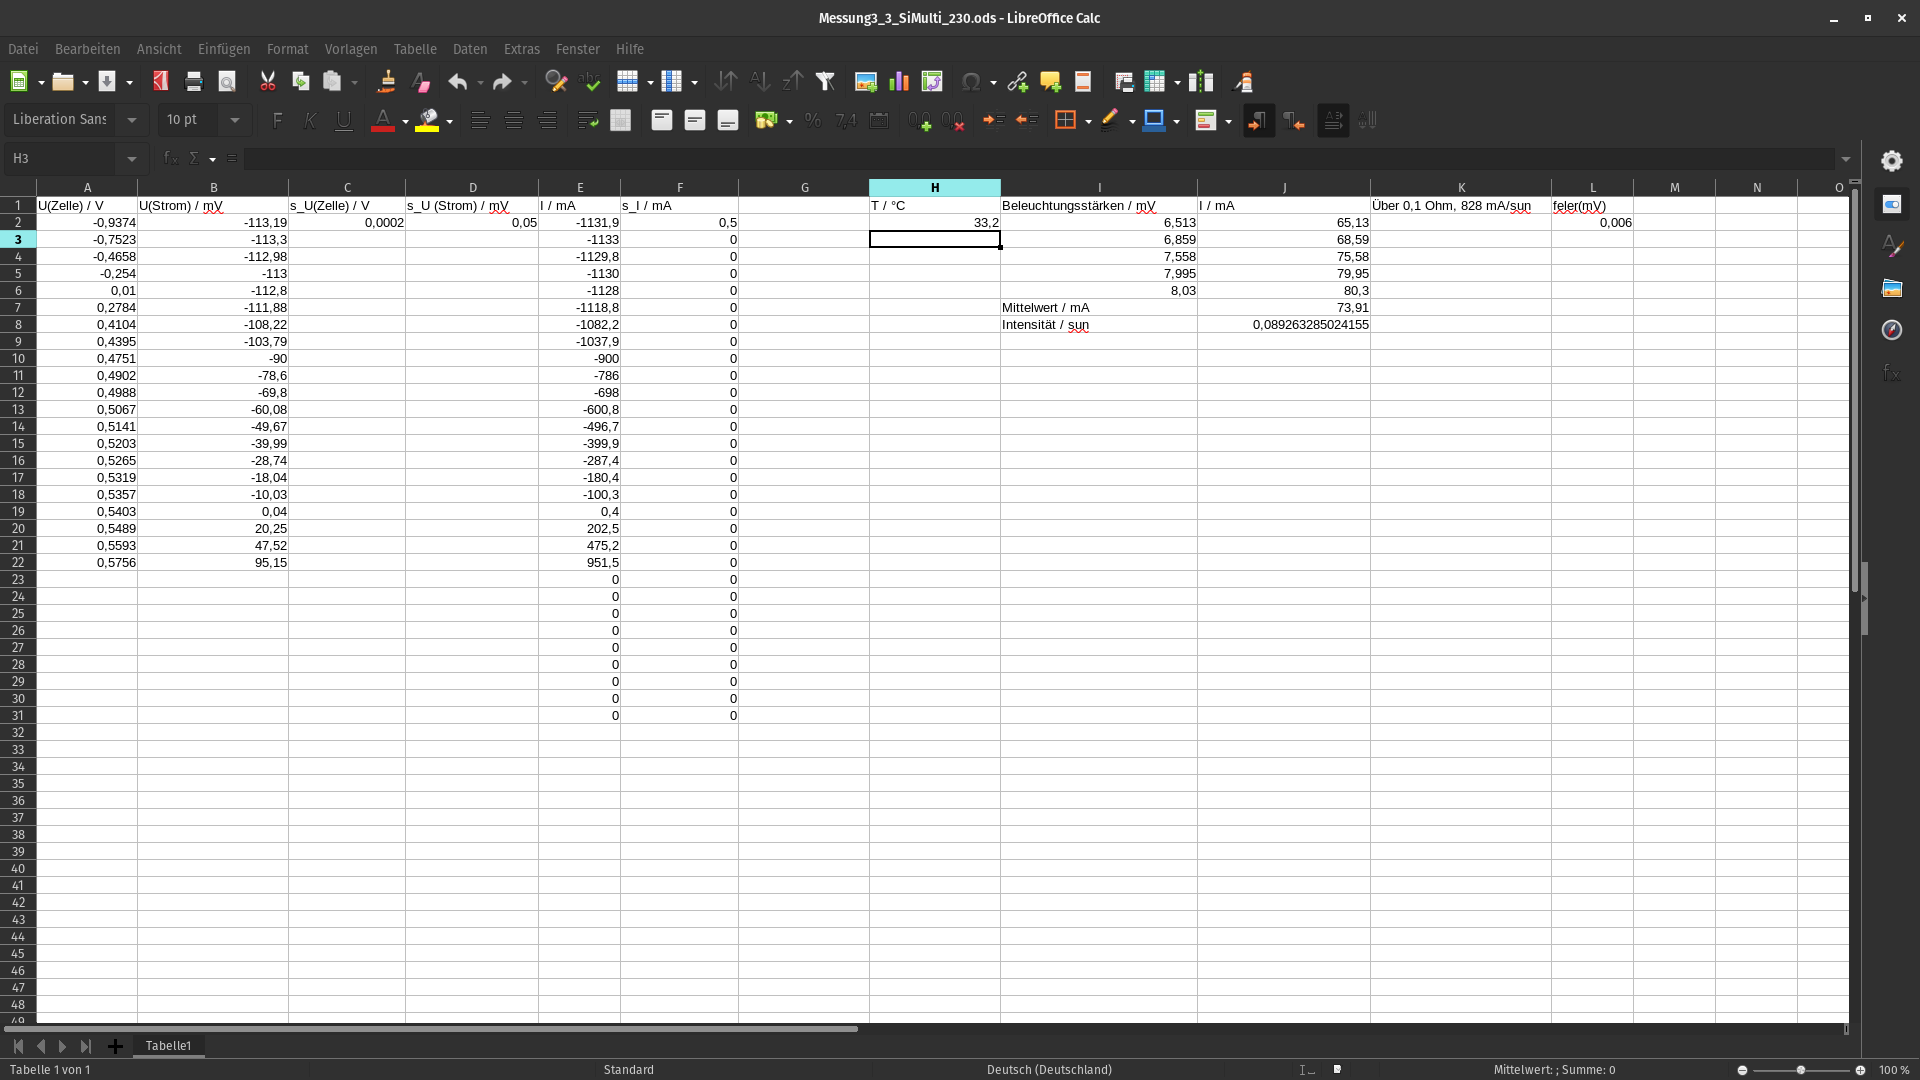 Messung3_3_SiMulti_230.ods - LibreOffice Calc
Datei Bearbeiten Ansicht Einfügen Format Vorlagen Tabelle Daten Extras Fenster Hilfe
Liberation Sans 10 pt F K U A % 7,4
H3 fx Σ =
A B C D E F G H I J K L M N O
1 U(Zelle) / V U(Strom) / mV s_U(Zelle) / V s_U (Strom) / mV I / mA s_I / mA T / °C Beleuchtungsstärken / mV I / mA Über 0,1 Ohm, 828 mA/sun feler(mV)
2 -0,9374 -113,19 0,0002 0,05 -1131,9 0,5 33,2 6,513 65,13 0,006
3 -0,7523 -113,3 -1133 0 6,859 68,59
4 -0,4658 -112,98 -1129,8 0 7,558 75,58
5 -0,254 -113 -1130 0 7,995 79,95
6 0,01 -112,8 -1128 0 8,03 80,3
7 0,2784 -111,88 -1118,8 0 Mittelwert / mA 73,91
8 0,4104 -108,22 -1082,2 0 Intensität / sun 0,089263285024155
9 0,4395 -103,79 -1037,9 0
10 0,4751 -90 -900 0
11 0,4902 -78,6 -786 0
12 0,4988 -69,8 -698 0
13 0,5067 -60,08 -600,8 0
14 0,5141 -49,67 -496,7 0
15 0,5203 -39,99 -399,9 0
16 0,5265 -28,74 -287,4 0
17 0,5319 -18,04 -180,4 0
18 0,5357 -10,03 -100,3 0
19 0,5403 0,04 0,4 0
20 0,5489 20,25 202,5 0
21 0,5593 47,52 475,2 0
22 0,5756 95,15 951,5 0
23 0 0
24 0 0
25 0 0
26 0 0
27 0 0
28 0 0
29 0 0
30 0 0
31 0 0
32
33
34
35
36
37
38
39
40
41
42
43
44
45
46
47
48
49
Tabelle1
Tabelle 1 von 1 Standard Deutsch (Deutschland) Mittelwert: ; Summe: 0 100 %